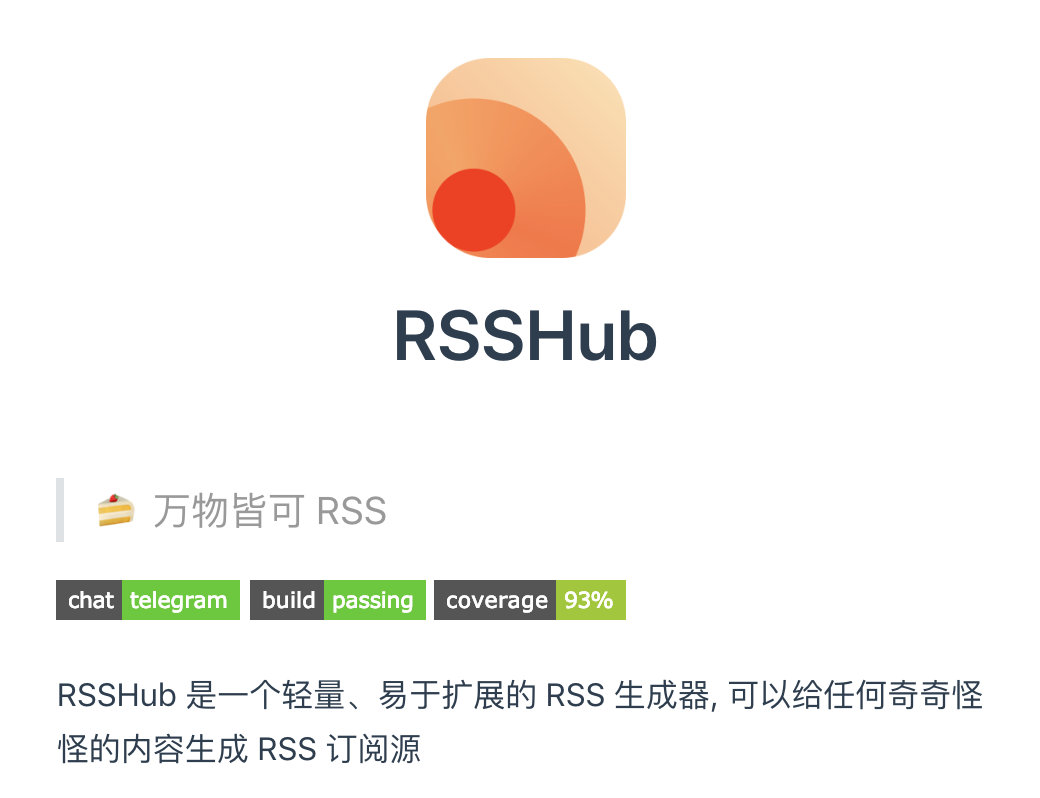 RSSHub
🍰 万物皆可 RSS
chat telegram build passing coverage 93%
RSSHub 是一个轻量、易于扩展的 RSS 生成器, 可以给任何奇奇怪
怪的内容生成 RSS 订阅源